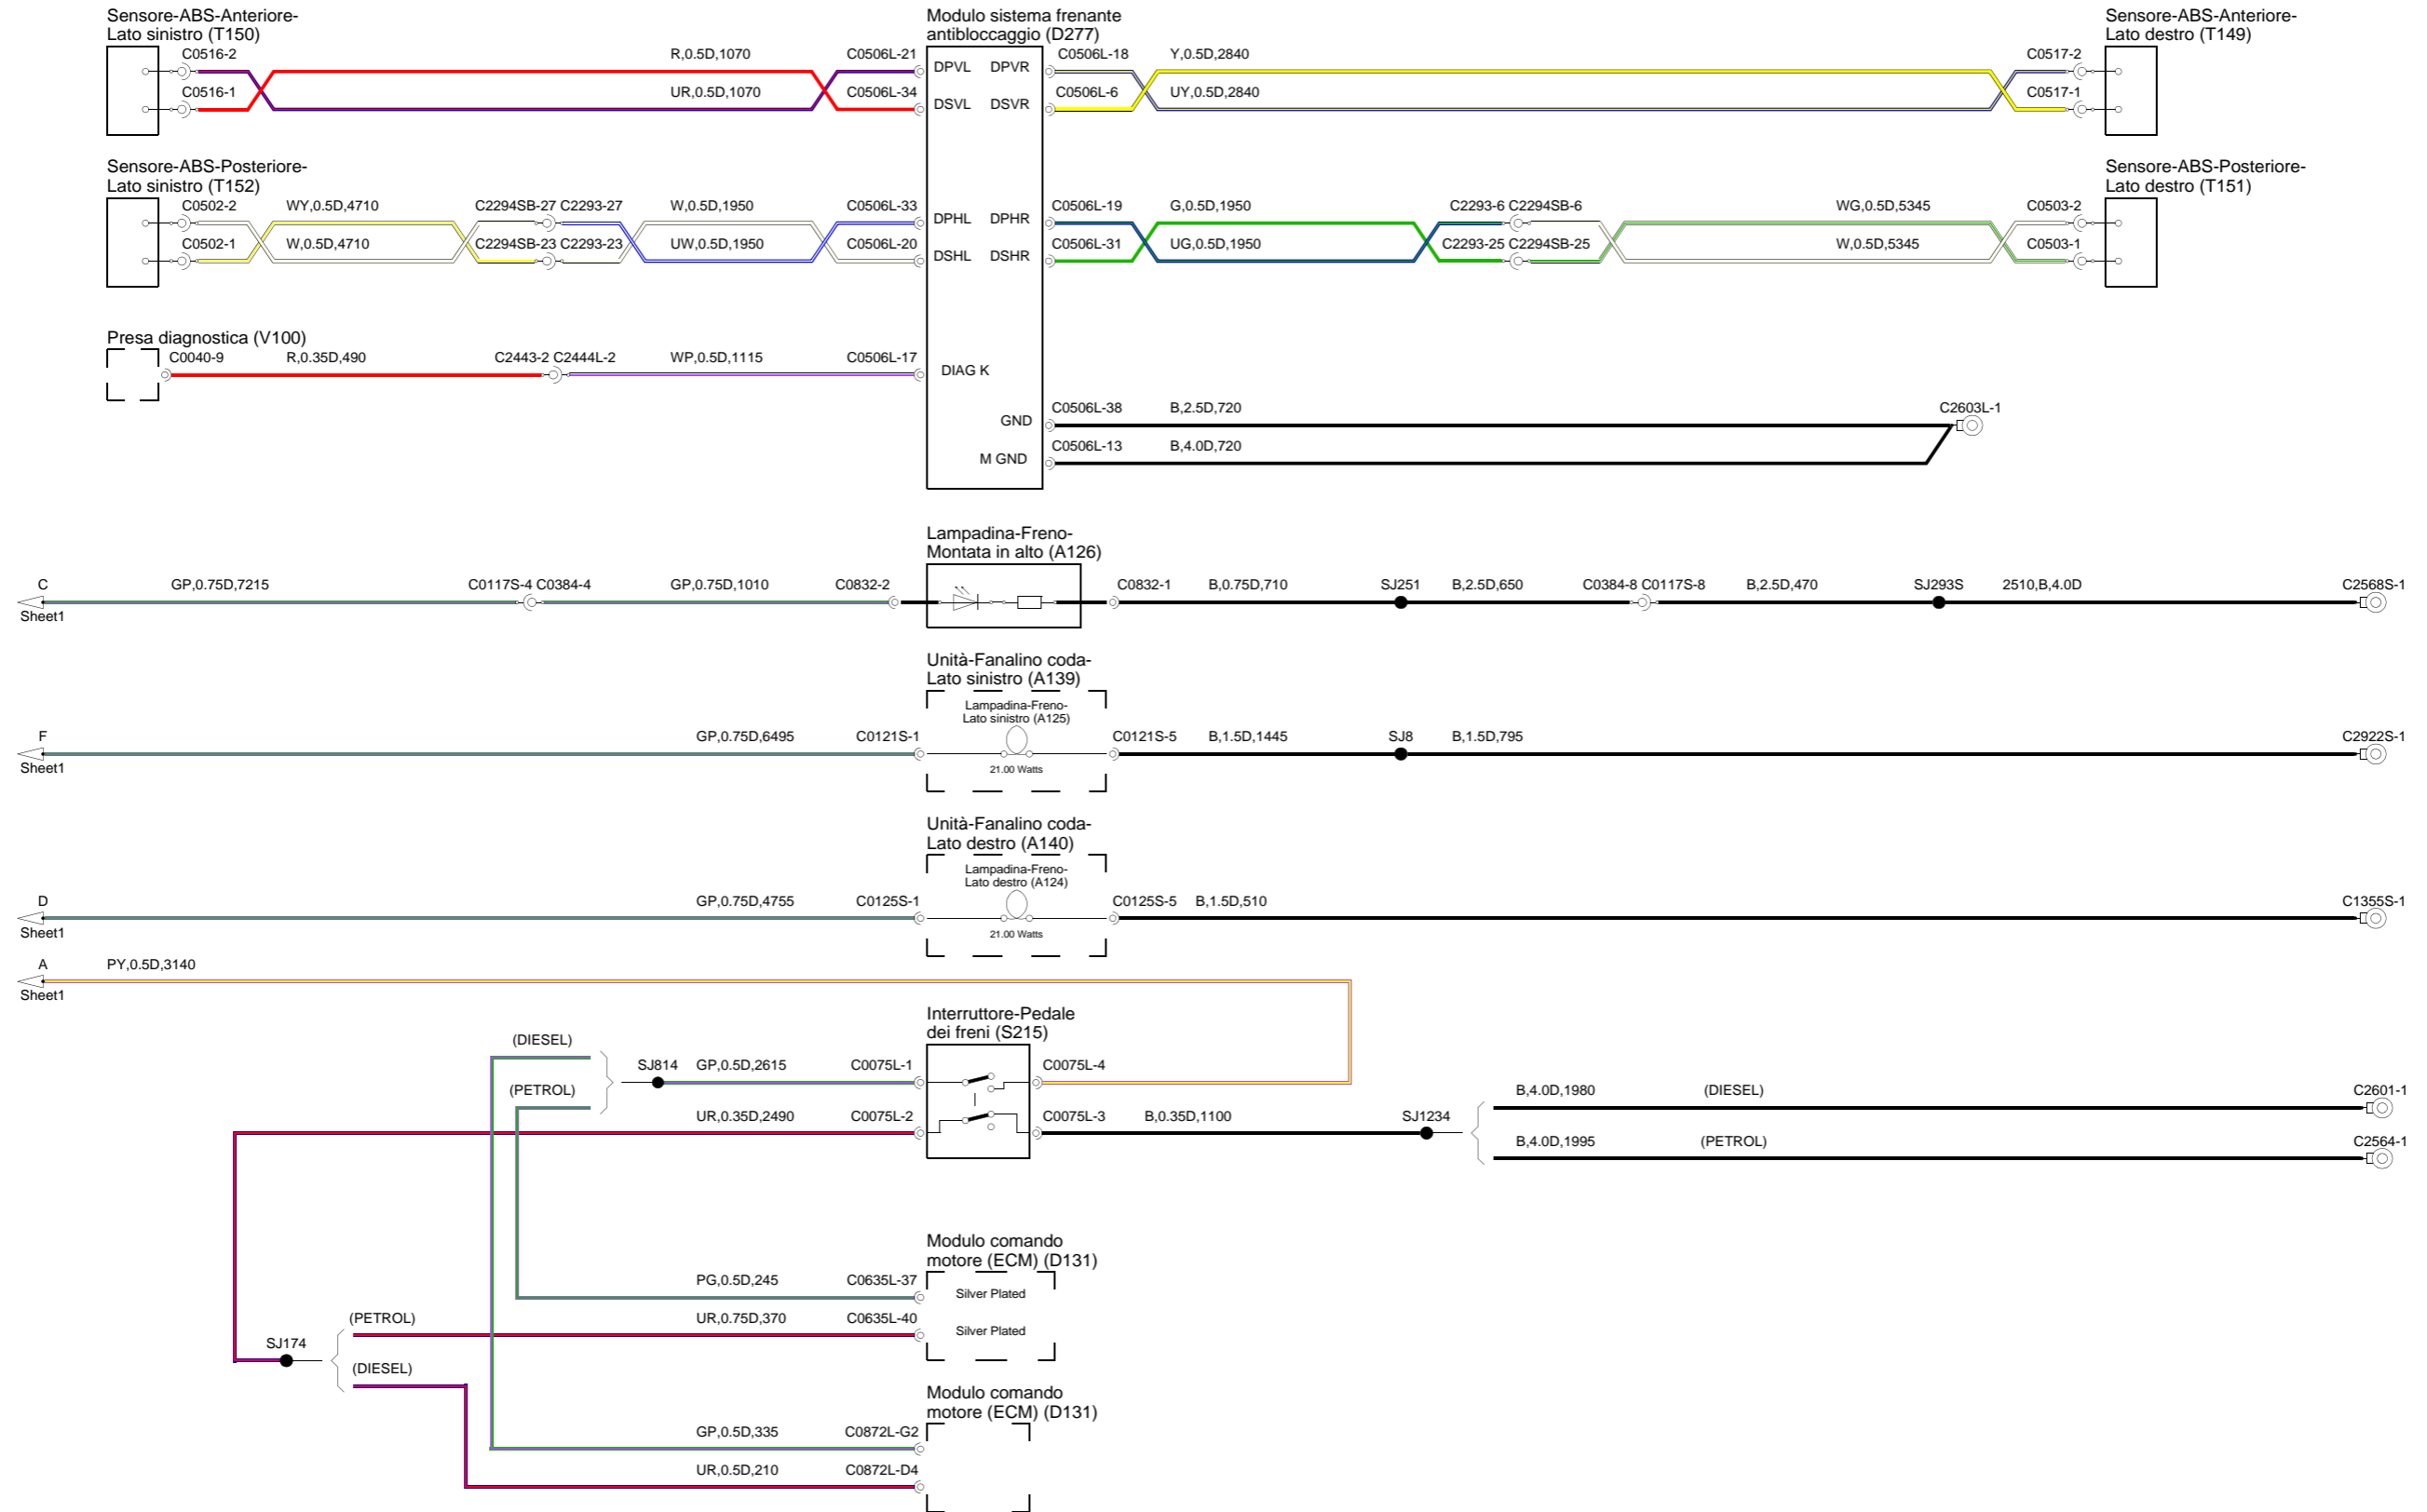 Sensore-ABS-Anteriore-
Lato sinistro (T150)
Modulo sistema frenante
antibloccaggio (D277)
Sensore-ABS-Anteriore-
Lato destro (T149)
C0516-2
R,0.5D,1070
C0506L-21
DPVL
DPVR
C0506L-18
Y,0.5D,2840
C0517-2
C0516-1
UR,0.5D,1070
C0506L-34
DSVL
DSVR
C0506L-6
UY,0.5D,2840
C0517-1
Sensore-ABS-Posteriore-
Lato sinistro (T152)
Sensore-ABS-Posteriore-
Lato destro (T151)
C0502-2
WY,0.5D,4710
C2294SB-27 C2293-27
W,0.5D,1950
C0506L-33
DPHL
DPHR
C0506L-19
G,0.5D,1950
C2293-6 C2294SB-6
WG,0.5D,5345
C0503-2
C0502-1
W,0.5D,4710
C2294SB-23 C2293-23
UW,0.5D,1950
C0506L-20
DSHL
DSHR
C0506L-31
UG,0.5D,1950
C2293-25 C2294SB-25
W,0.5D,5345
C0503-1
Presa diagnostica (V100)
C0040-9
R,0.35D,490
C2443-2 C2444L-2
WP,0.5D,1115
C0506L-17
DIAG K
GND
C0506L-38
B,2.5D,720
C2603L-1
M GND
C0506L-13
B,4.0D,720
Lampadina-Freno-
Montata in alto (A126)
C
Sheet1
GP,0.75D,7215
C0117S-4 C0384-4
GP,0.75D,1010
C0832-2
C0832-1
B,0.75D,710
SJ251
B,2.5D,650
C0384-8 C0117S-8
B,2.5D,470
SJ293S
2510,B,4.0D
C2568S-1
Unità-Fanalino coda-
Lato sinistro (A139)
Lampadina-Freno-
Lato sinistro (A125)
21.00 Watts
F
Sheet1
GP,0.75D,6495
C0121S-1
C0121S-5
B,1.5D,1445
SJ8
B,1.5D,795
C2922S-1
Unità-Fanalino coda-
Lato destro (A140)
Lampadina-Freno-
Lato destro (A124)
21.00 Watts
D
Sheet1
GP,0.75D,4755
C0125S-1
C0125S-5
B,1.5D,510
C1355S-1
A
Sheet1
PY,0.5D,3140
Interruttore-Pedale
dei freni (S215)
(DIESEL)
(PETROL)
SJ814
GP,0.5D,2615
C0075L-1
C0075L-4
UR,0.35D,2490
C0075L-2
C0075L-3
B,0.35D,1100
SJ1234
B,4.0D,1980
(DIESEL)
C2601-1
B,4.0D,1995
(PETROL)
C2564-1
Modulo comando
motore (ECM) (D131)
PG,0.5D,245
C0635L-37
Silver Plated
(PETROL)
UR,0.75D,370
C0635L-40
Silver Plated
SJ174
(DIESEL)
Modulo comando
motore (ECM) (D131)
GP,0.5D,335
C0872L-G2
UR,0.5D,210
C0872L-D4